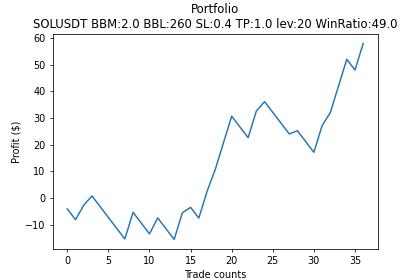 Portfolio
SOLUSDT BBM:2.0 BBL:260 SL:0.4 TP:1.0 lev:20 WinRatio:49.0
60
50
40
30
20
10
0
−10
Profit ($)
0 5 10 15 20 25 30 35
Trade counts